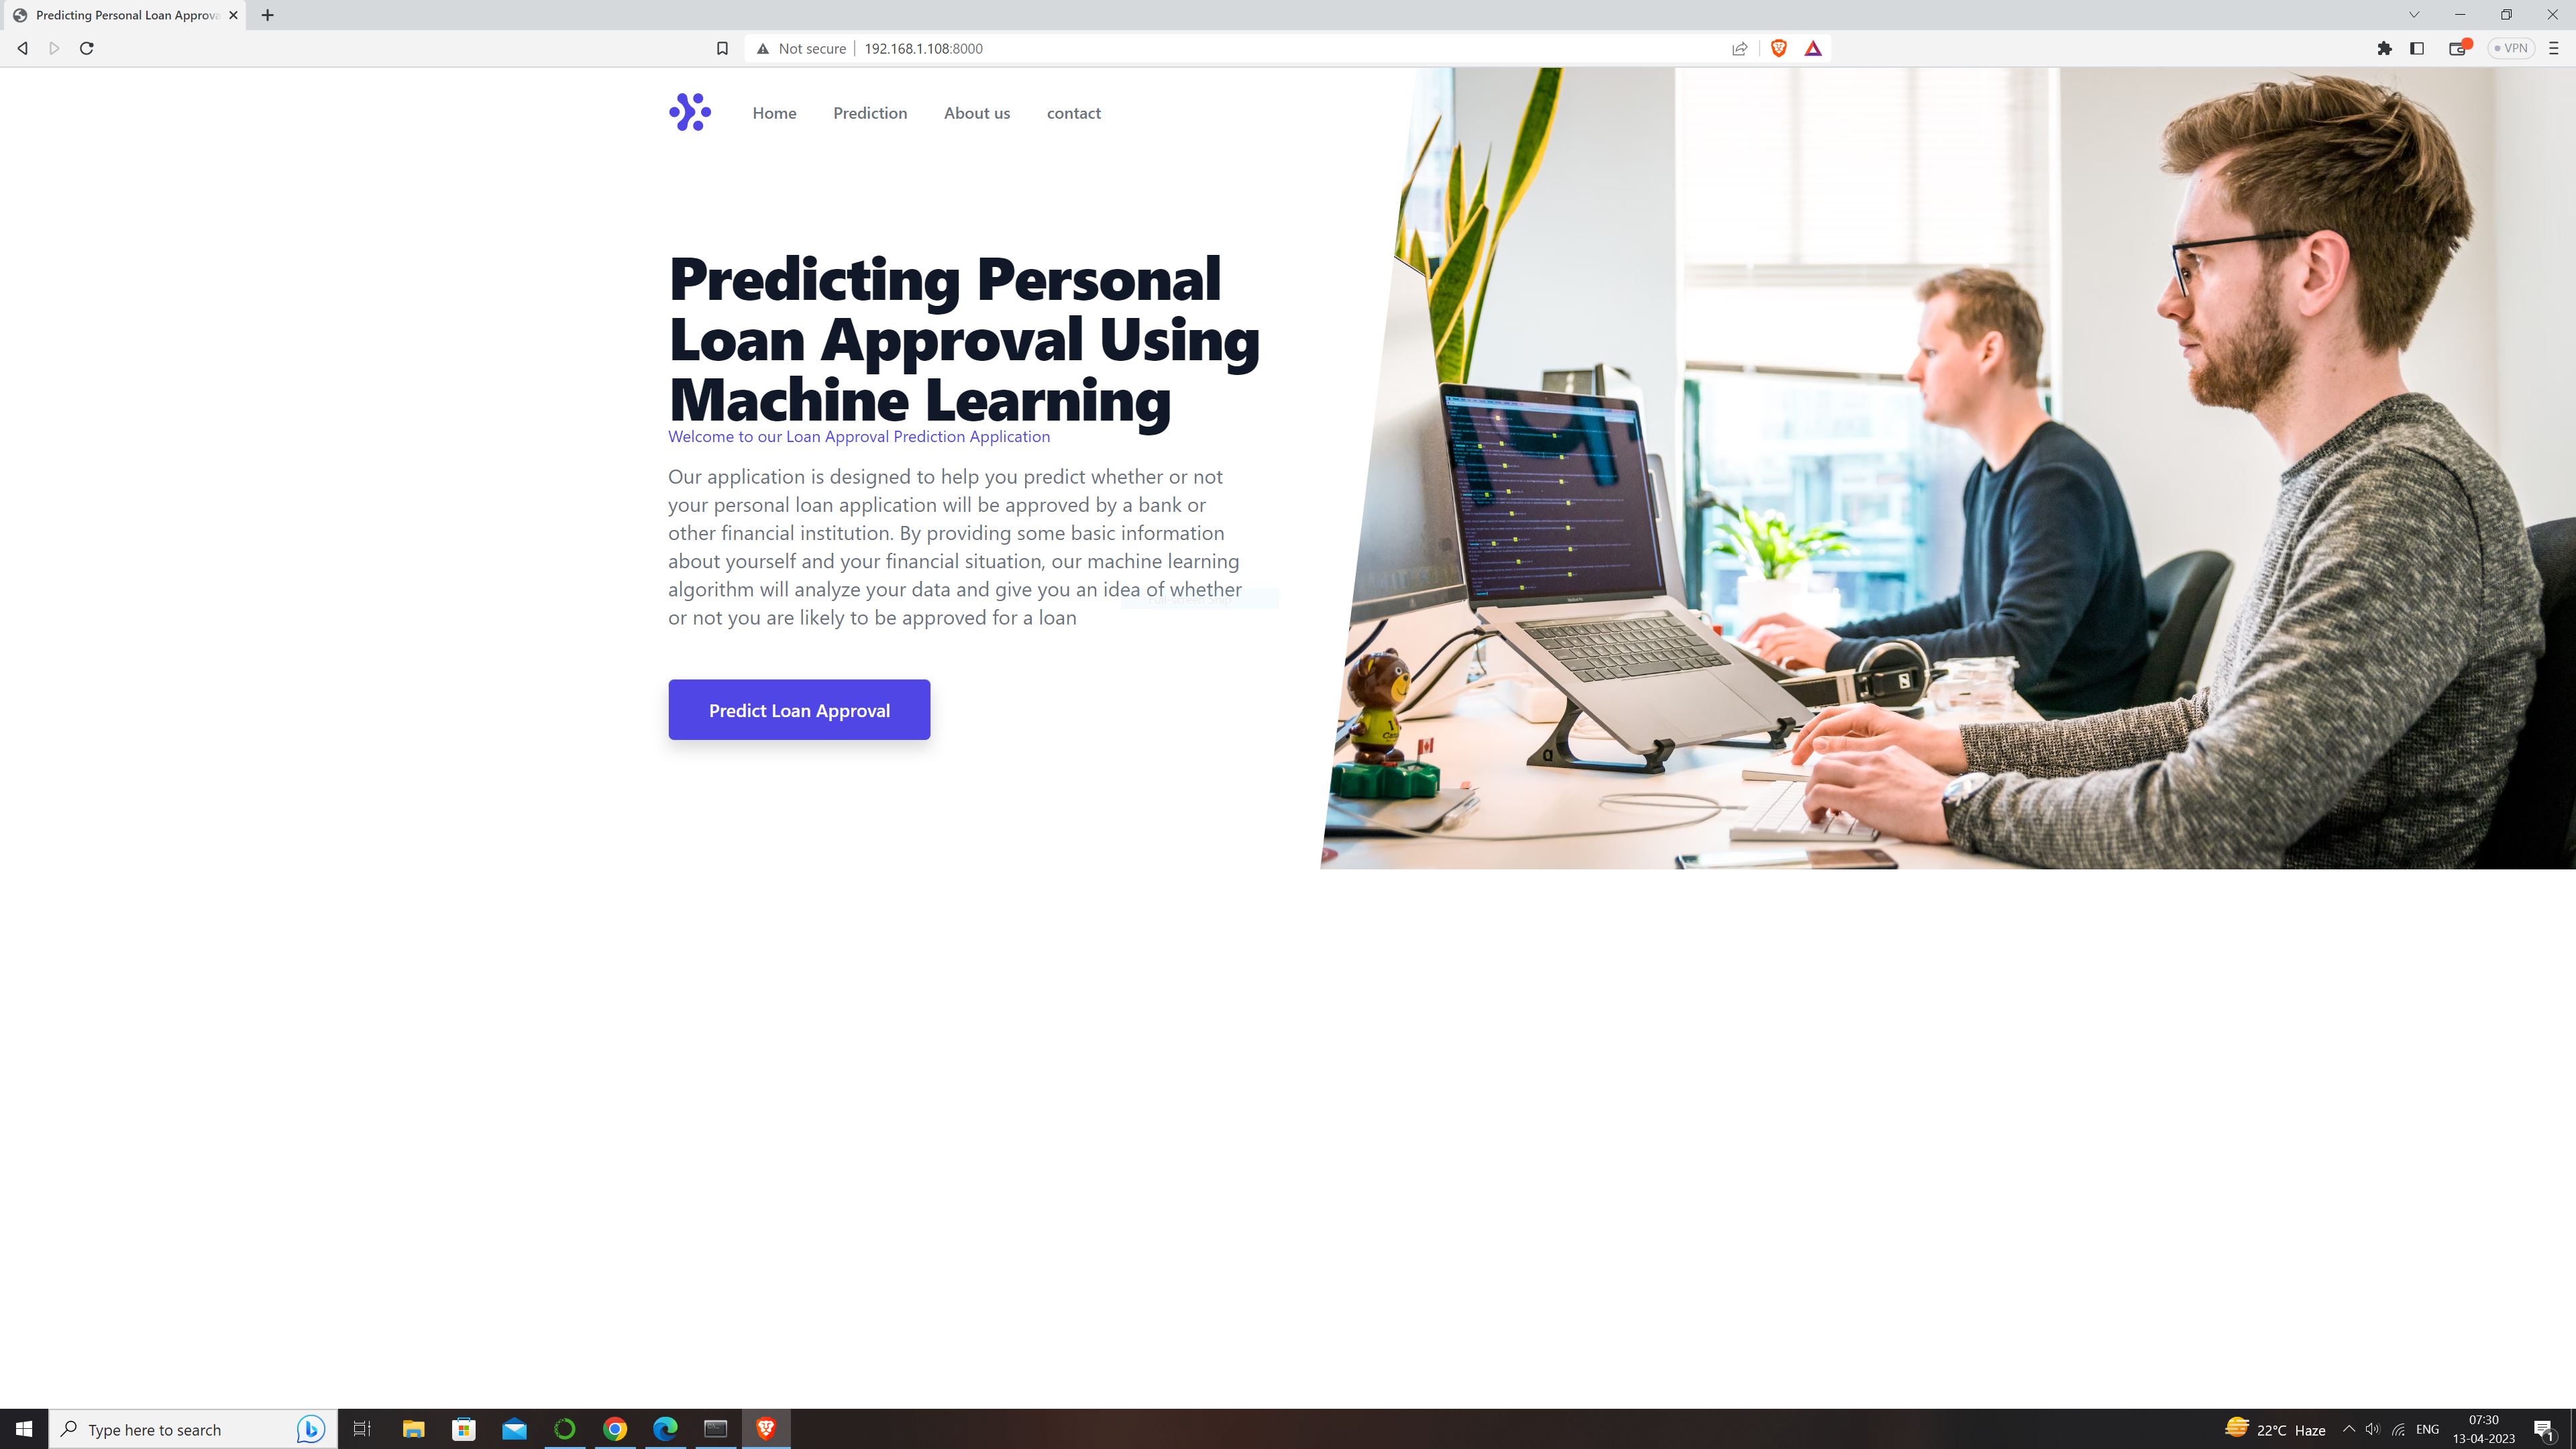 Predicting Personal Loan Approva
Not secure
192.168.1.108:8000
VPN
Home
Prediction
About us
contact
Predicting Personal
Loan Approval Using
Machine Learning
Welcome to our Loan Approval Prediction Application
Our application is designed to help you predict whether or not
your personal loan application will be approved by a bank or
other financial institution. By providing some basic information
about yourself and your financial situation, our machine learning
algorithm will analyze your data and give you an idea of whether
or not you are likely to be approved for a loan
Predict Loan Approval
Type here to search
22°C Haze
ENG
07:30
13-04-2023
1